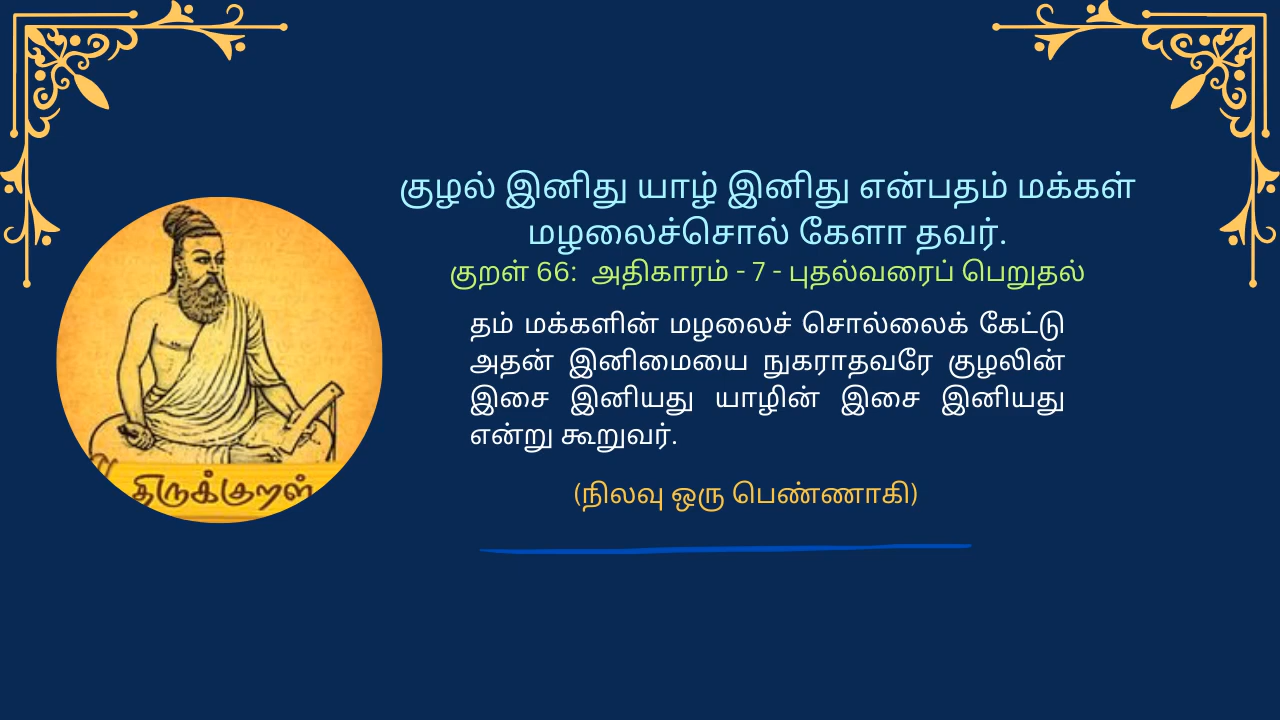 குழல் இனிது யாழ் இனிது என்பதம் மக்கள்
மழலைச்சொல் கேளா தவர்.
குறள் 66: அதிகாரம் - 7 - புதல்வரைப் பெறுதல்
தம் மக்களின் மழலைச் சொல்லைக் கேட்டு
அதன் இனிமையை நுகராதவரே குழலின்
இசை இனியது யாழின் இசை இனியது
என்று கூறுவர்.
திருக்குறள்
(நிலவு ஒரு பெண்ணாகி)